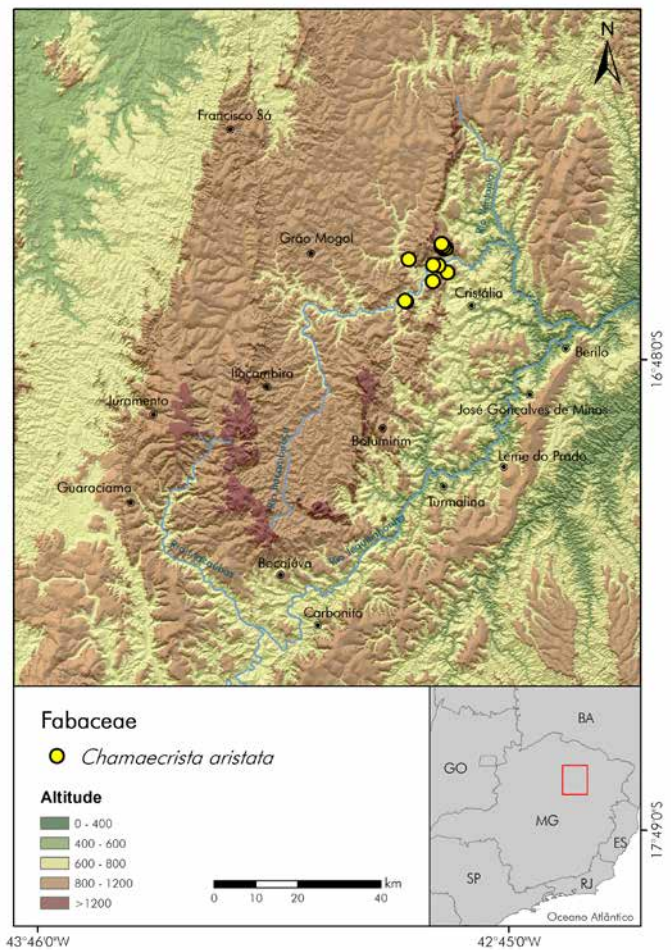 N
Francisco Sá
Grão Mogol
Cristália
Berilo
Itacambira
Juramento
José Gonçalves de Minas
Botumirim
Leme do Prado
Guaraciama
Turmalina
Bocaiúva
Rio Jequitinhonha
Carbonita
16°48'0"S
Fabaceae
Chamaecrista aristata
Altitude
0 - 400
400 - 600
600 - 800
800 - 1200
>1200
km
0 10 20 40
BA
GO
MG
ES
SP
RJ
Oceano Atlântico
17°49'0"S
43°46'0"W
42°45'0"W